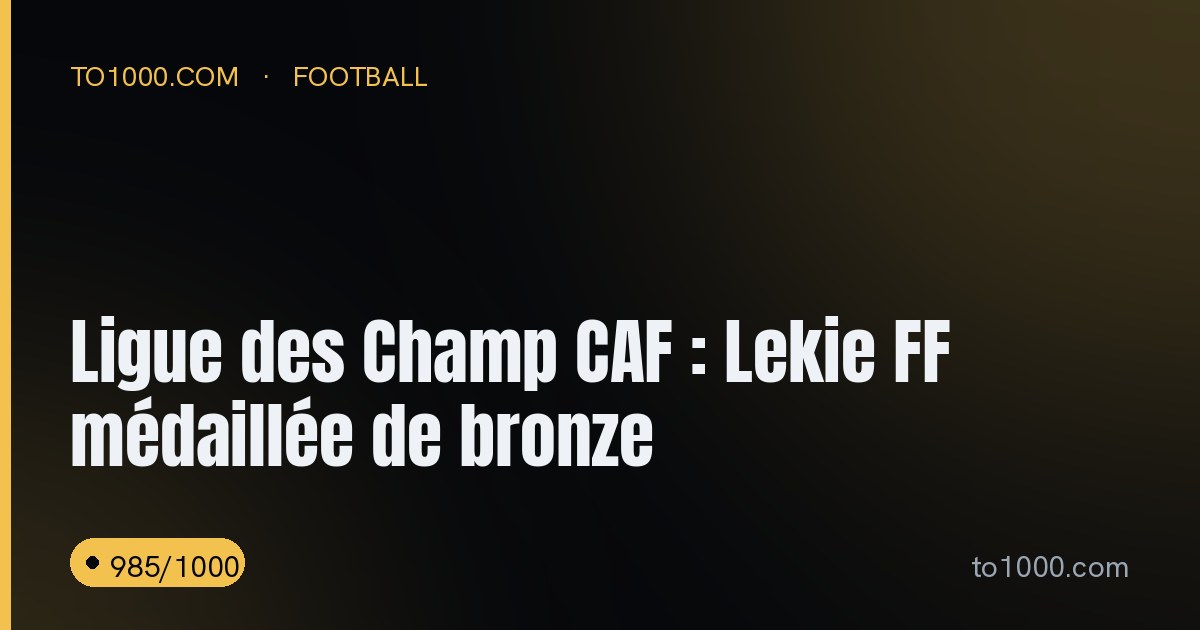 TO1000.COM · FOOTBALL
Ligue des Champ CAF : Lekie FF
médaillée de bronze
985/1000
to1000.com